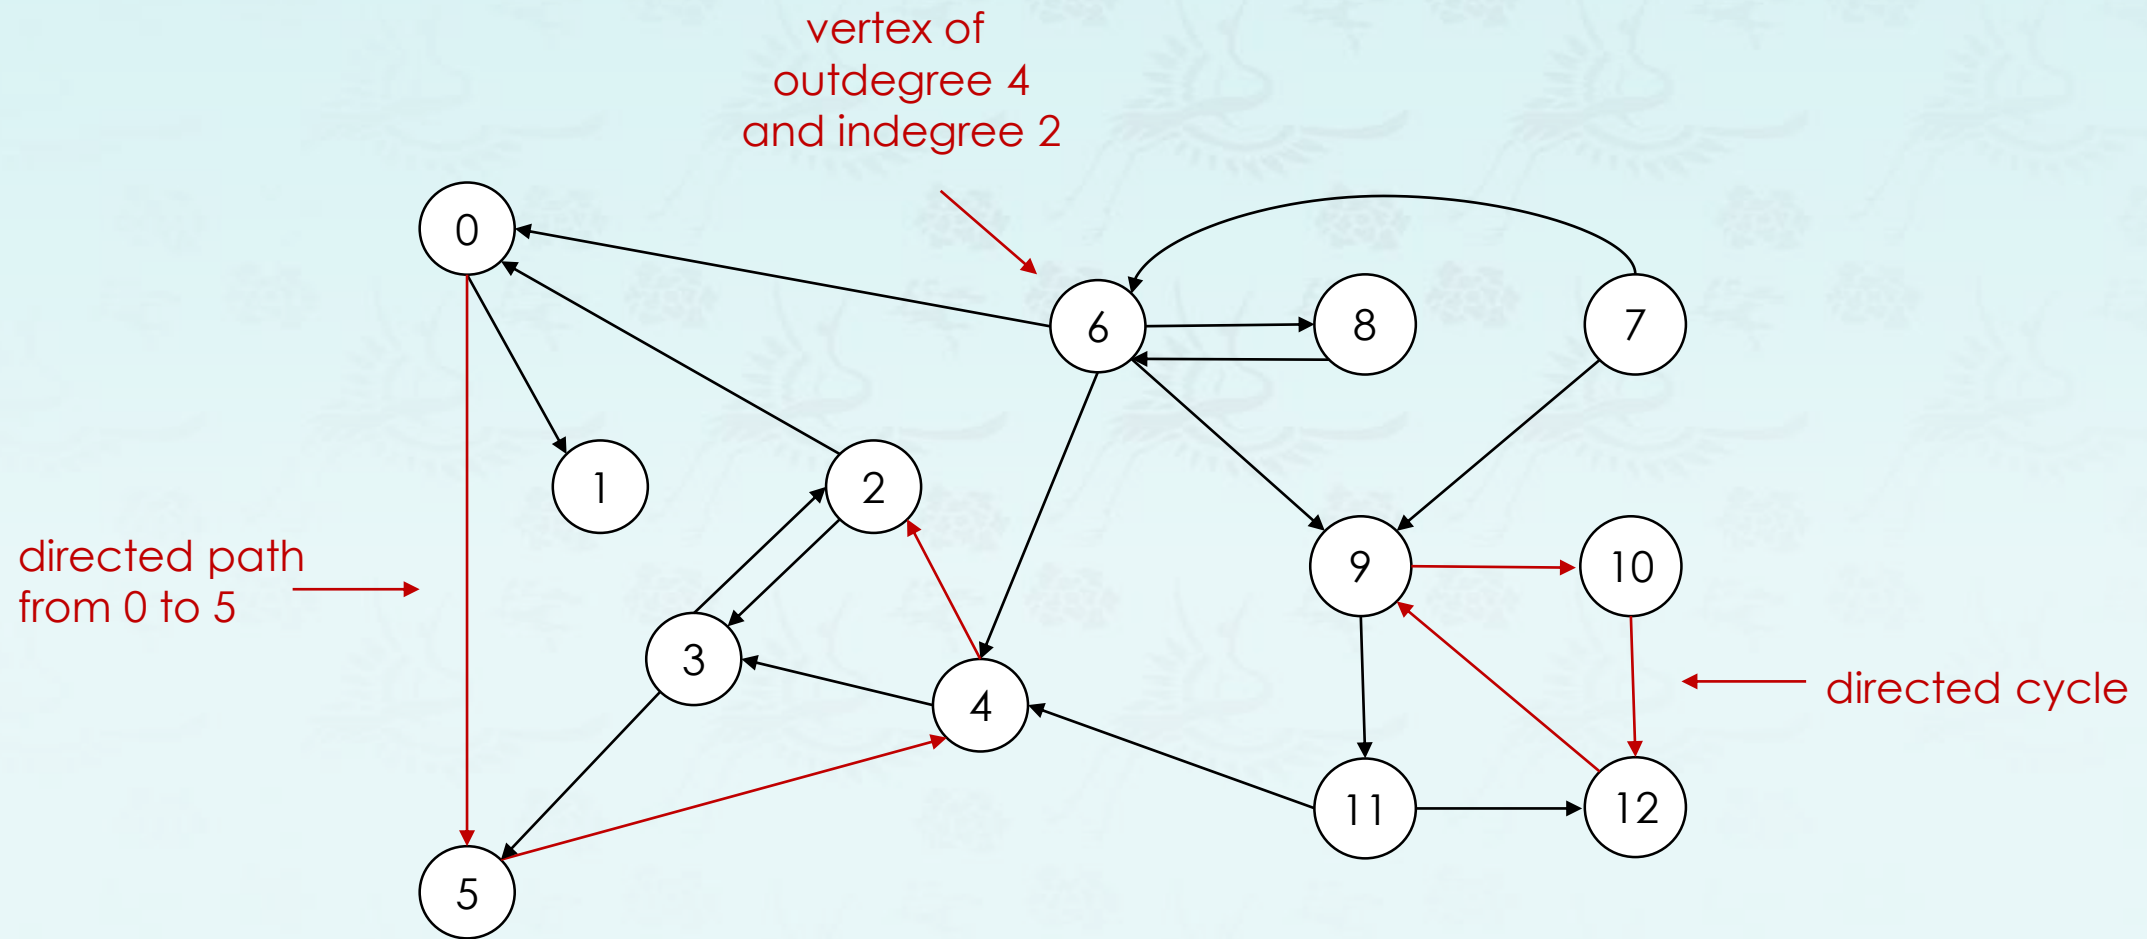 vertex of
outdegree 4
and indegree 2
0
6
8
7
1
2
directed path
from 0 to 5
9
10
3
4
directed cycle
11
12
5